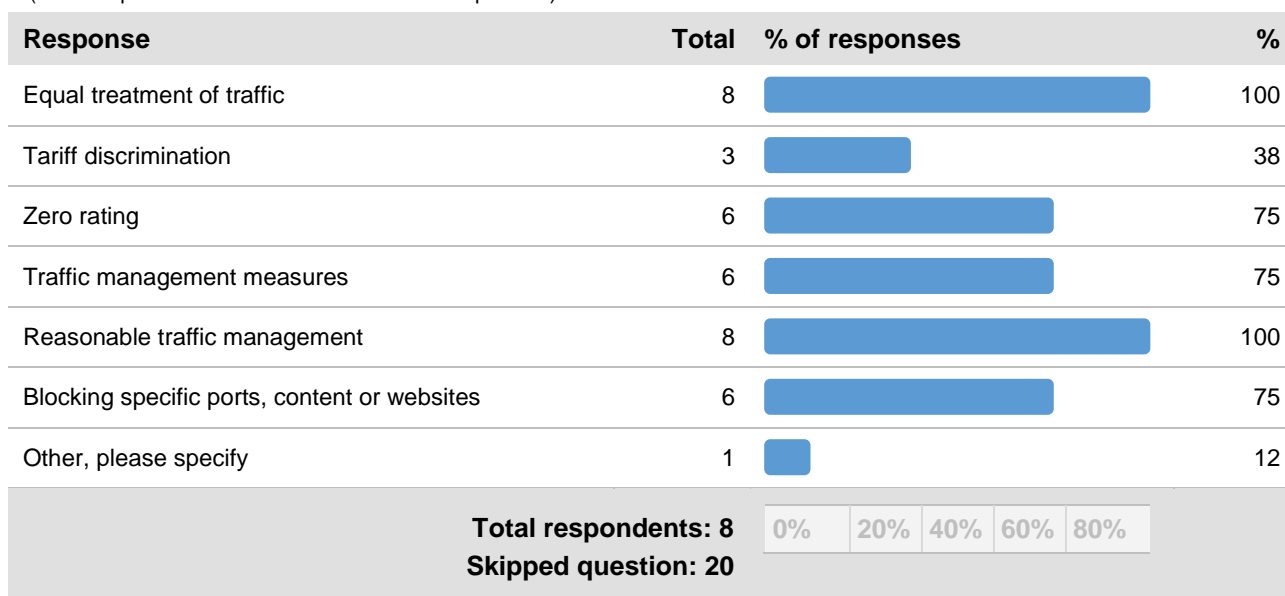 Response Total % of responses %
Equal treatment of traffic 8 100
Tariff discrimination 3 38
Zero rating 6 75
Traffic management measures 6 75
Reasonable traffic management 8 100
Blocking specific ports, content or websites 6 75
Other, please specify 1 12
Total respondents: 8 0% 20% 40% 60% 80%
Skipped question: 20